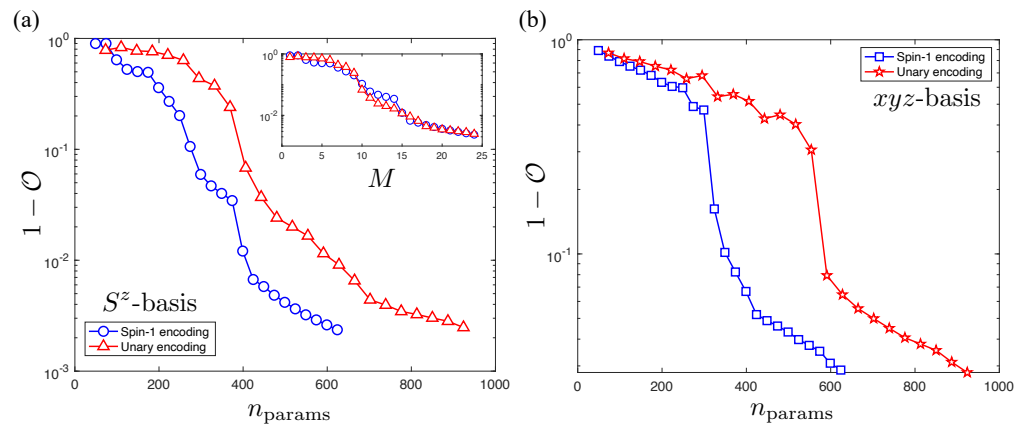 (a)
10^0
10^-1
10^-2
10^-3
1 − 𝒪
0 200 400 600 800 1000
n_params
S^z-basis
Spin-1 encoding
Unary encoding
10^0
10^-2
0 5 10 15 20 25
M
(b)
10^0
10^-1
1 − 𝒪
200 400 600 800 1000
n_params
Spin-1 encoding
Unary encoding
xyz-basis